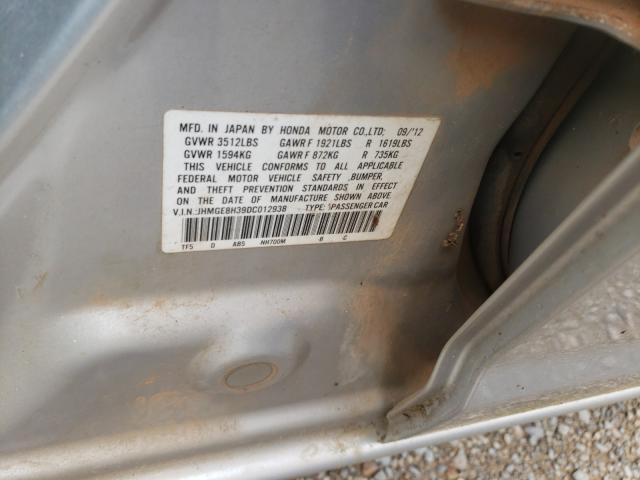 MFD. IN JAPAN BY HONDA MOTOR CO.,LTD; 09/'12
GVWR 3512LBS GAWR F 1921LBS R 1619LBS
GVWR 1594KG GAWR F 872KG R 735KG
THIS VEHICLE CONFORMS TO ALL APPLICABLE
FEDERAL MOTOR VEHICLE SAFETY ,BUMPER,
AND THEFT PREVENTION STANDARDS IN EFFECT
ON THE DATE OF MANUFACTURE SHOWN ABOVE.
V.I.N.:JHMGE8H39DC012938 TYPE: PASSENGER CAR
TF5 D ABS NH700M B C